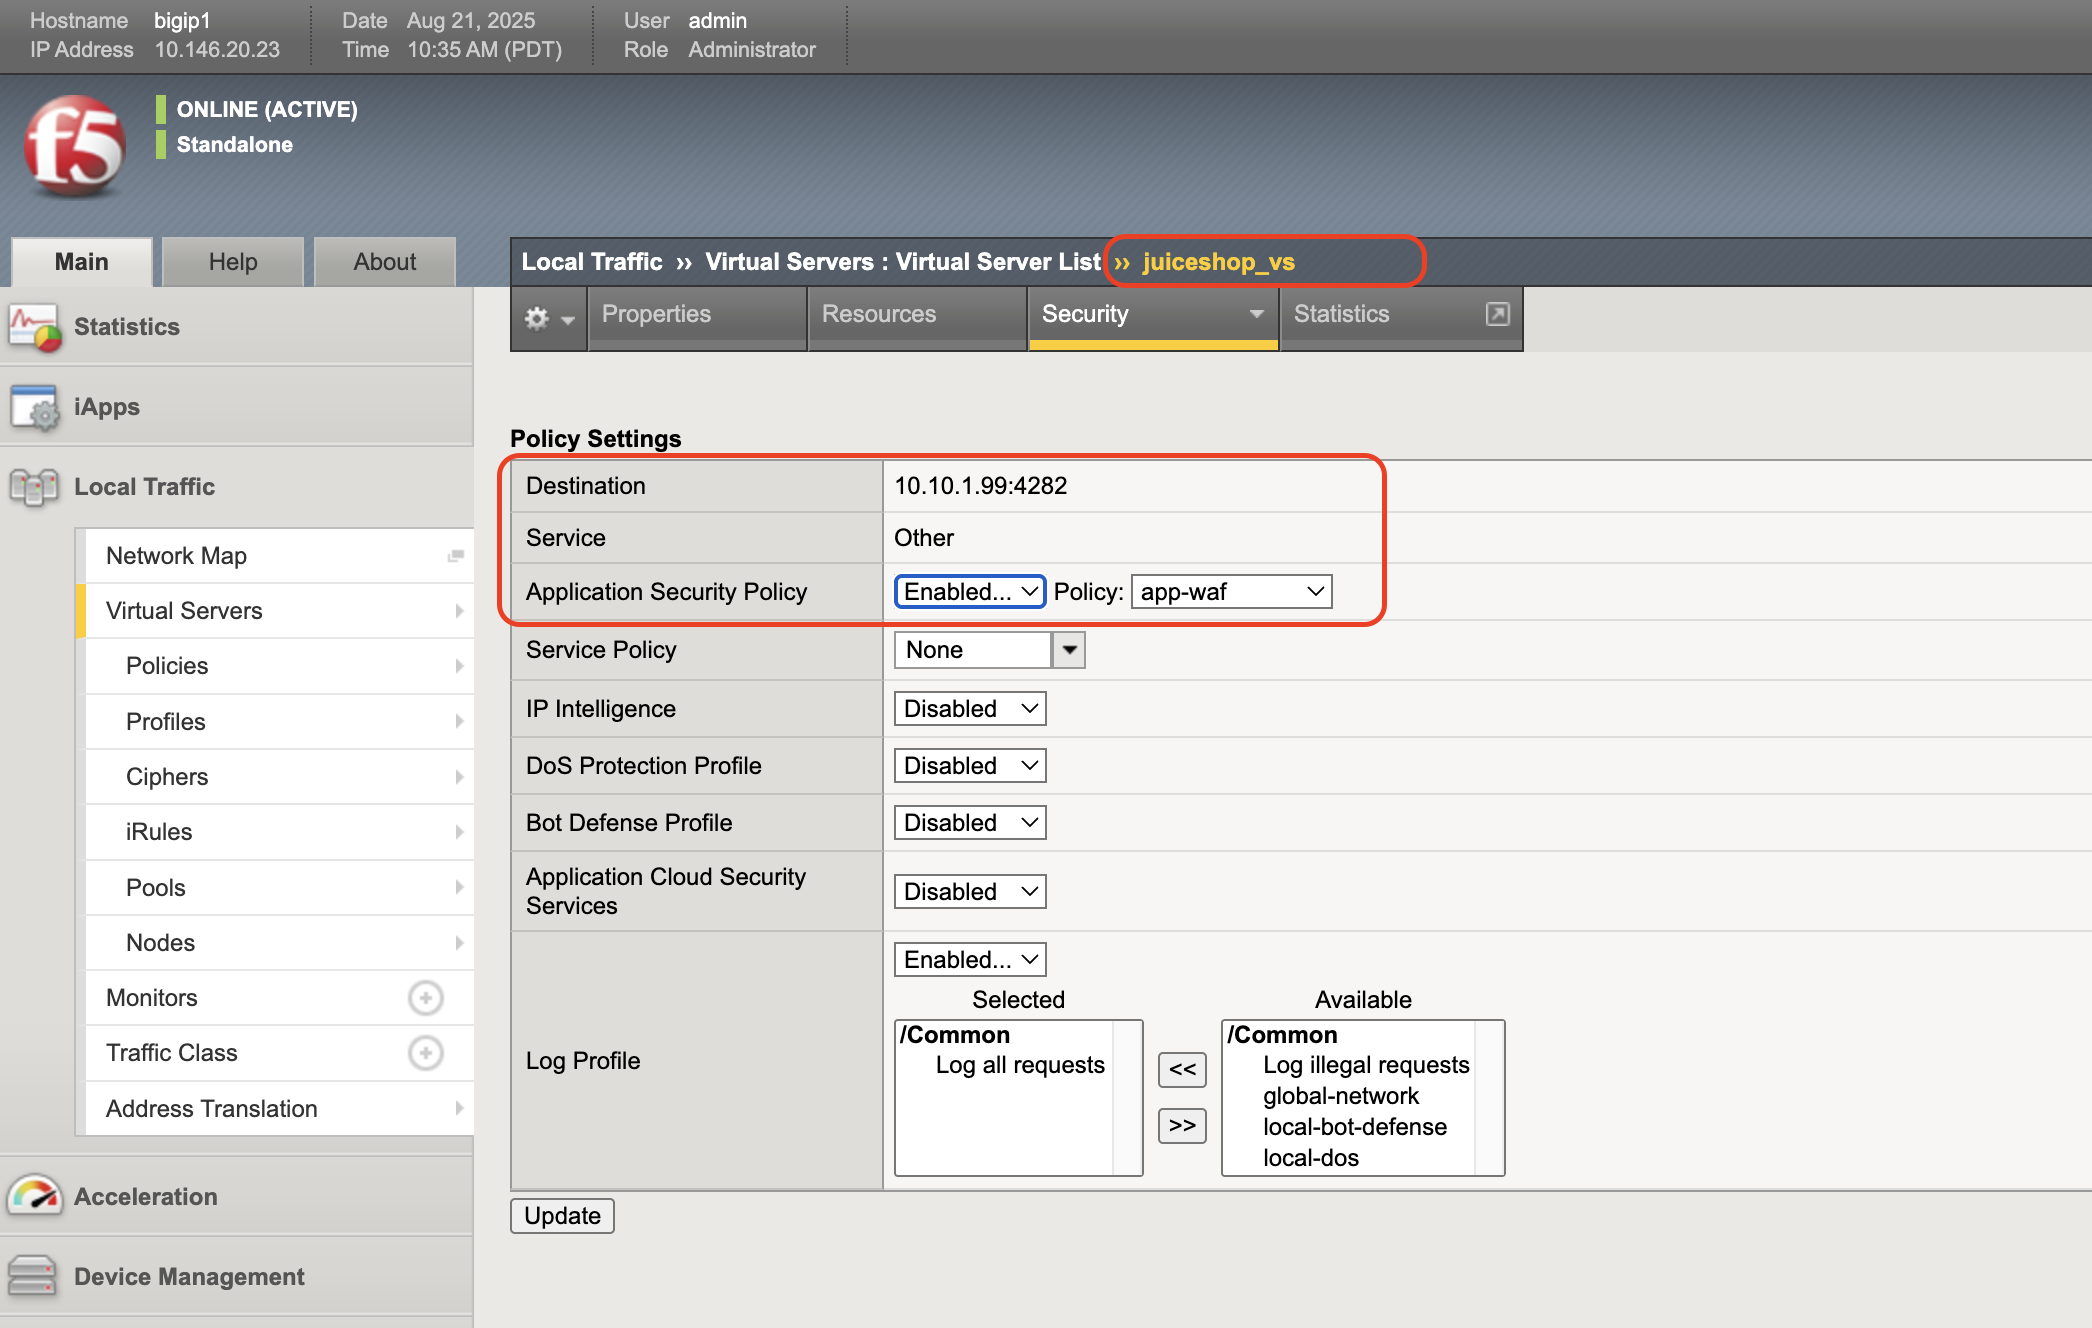 Hostname bigip1 Date Aug 21, 2025 User admin
IP Address 10.146.20.23 Time 10:35 AM (PDT) Role Administrator
f5
ONLINE (ACTIVE)
Standalone
Main Help About
Local Traffic ›› Virtual Servers : Virtual Server List ›› juiceshop_vs
Properties Resources Security Statistics
Statistics
iApps
Local Traffic
Network Map
Virtual Servers
Policies
Profiles
Ciphers
iRules
Pools
Nodes
Monitors
Traffic Class
Address Translation
Acceleration
Device Management
Policy Settings
Destination 10.10.1.99:4282
Service Other
Application Security Policy Enabled... Policy: app-waf
Service Policy None
IP Intelligence Disabled
DoS Protection Profile Disabled
Bot Defense Profile Disabled
Application Cloud Security
Services Disabled
Log Profile Enabled...
Selected Available
/Common
Log all requests
<<
>>
/Common
Log illegal requests
global-network
local-bot-defense
local-dos
Update